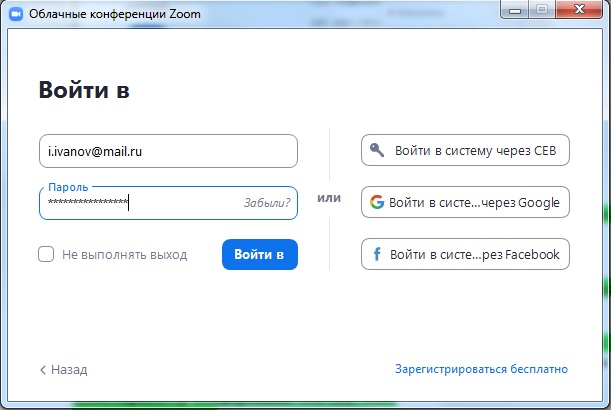 Облачные конференции Zoom
Войти в
i.ivanov@mail.ru
Пароль
****************
Забыли?
Не выполнять выход
Войти в
или
Войти в систему через СЕВ
Войти в систе...через Google
Войти в систе...рез Facebook
Назад
Зарегистрироваться бесплатно